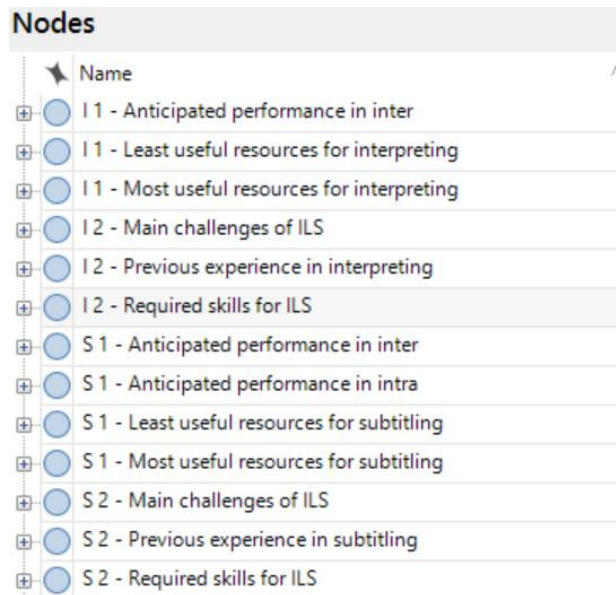 Nodes
Name
I 1 - Anticipated performance in inter
I 1 - Least useful resources for interpreting
I 1 - Most useful resources for interpreting
I 2 - Main challenges of ILS
I 2 - Previous experience in interpreting
I 2 - Required skills for ILS
S 1 - Anticipated performance in inter
S 1 - Anticipated performance in intra
S 1 - Least useful resources for subtitling
S 1 - Most useful resources for subtitling
S 2 - Main challenges of ILS
S 2 - Previous experience in subtitling
S 2 - Required skills for ILS